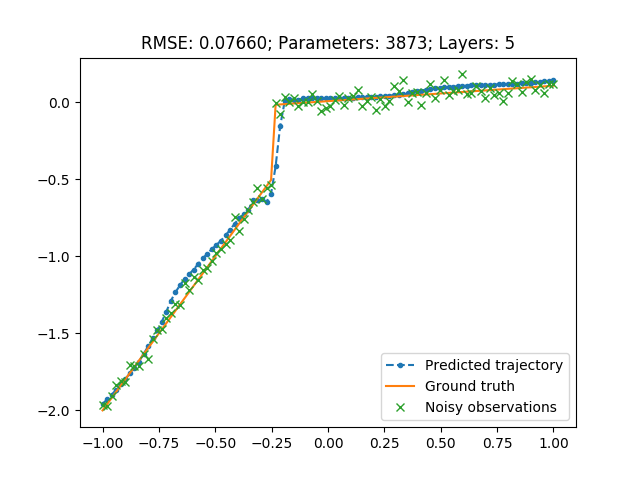 RMSE: 0.07660; Parameters: 3873; Layers: 5
0.0
−0.5
−1.0
−1.5
−2.0
Predicted trajectory
Ground truth
Noisy observations
−1.00 −0.75 −0.50 −0.25 0.00 0.25 0.50 0.75 1.00